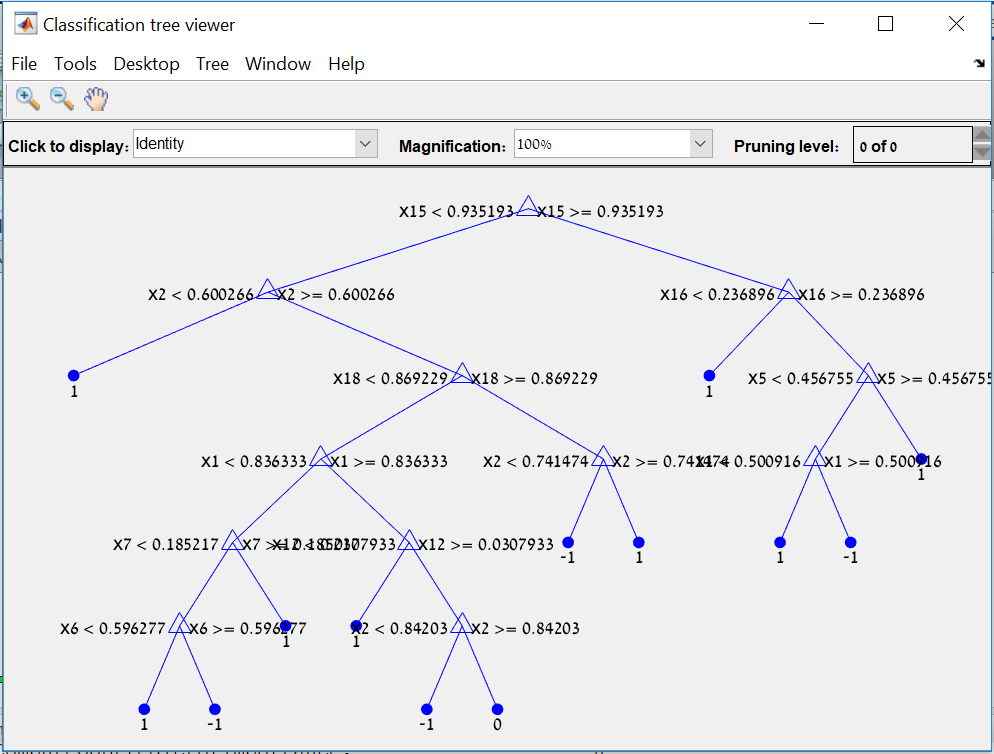 Classification tree viewer
File Tools Desktop Tree Window Help
Click to display: Identity Magnification: 100% Pruning level: 0 of 0
x15 < 0.935193 x15 >= 0.935193
x2 < 0.600266 x2 >= 0.600266 x16 < 0.236896 x16 >= 0.236896
1 x18 < 0.869229 x18 >= 0.869229 1 x5 < 0.456755 x5 >= 0.456755
x1 < 0.836333 x1 >= 0.836333 x2 < 0.741474 x2 >= 0.741474 x1 < 0.500916 x1 >= 0.500916
1
x7 < 0.185217 x7 >= 0.185217 x12 < 0.0307933 x12 >= 0.0307933
-1 1 1 -1
x6 < 0.596277 x6 >= 0.596277 x2 < 0.84203 x2 >= 0.84203
1 1
1 -1 -1 0